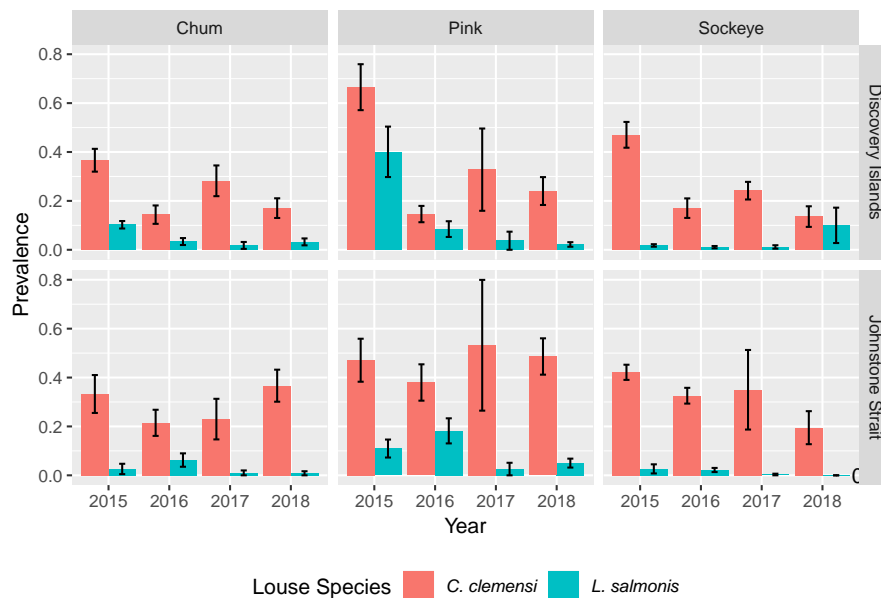 Chum Pink Sockeye
0.8
0.6
0.4
0.2
0.0
Discovery Islands
0.8
0.6
0.4
0.2
0.0
0
Johnstone Strait
Prevalence
2015 2016 2017 2018 2015 2016 2017 2018 2015 2016 2017 2018
Year
Louse Species C. clemensi L. salmonis